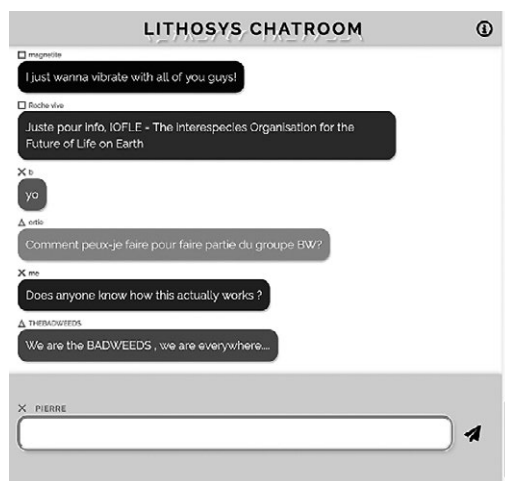 LITHOSYS CHATROOM
magnetite
I just wanna vibrate with all of you guys!
Roche vive
Juste pour info, IOFLE - The Interespecies Organisation for the
Future of Life on Earth
b
yo
ortie
Comment peux-je faire pour faire partie du groupe BW?
me
Does anyone know how this actually works ?
THEBADWEEDS
We are the BADWEEDS , we are everywhere....
PIERRE